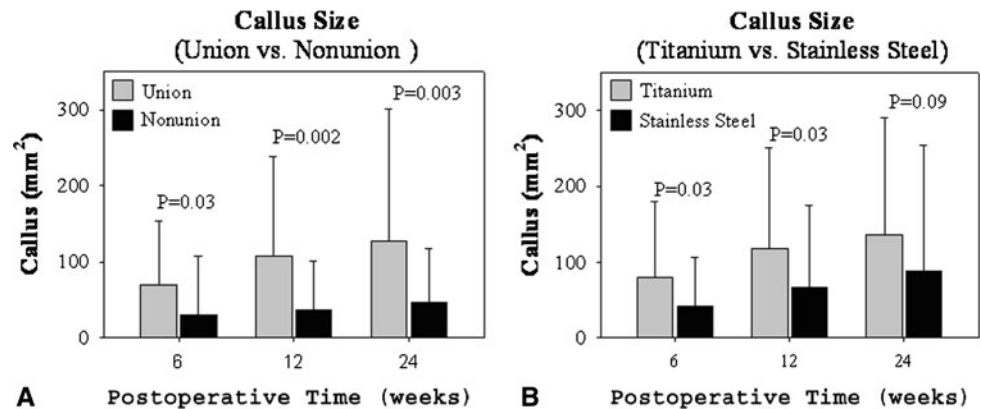 Callus Size
(Union vs. Nonunion )
Union
Nonunion
P=0.03
P=0.002
P=0.003
Callus (mm²)
300
200
100
0
6
12
24
A
Postoperative Time (weeks)
Callus Size
(Titanium vs. Stainless Steel)
Titanium
Stainless Steel
P=0.03
P=0.03
P=0.09
Callus (mm²)
300
200
100
0
6
12
24
B
Postoperative Time (weeks)